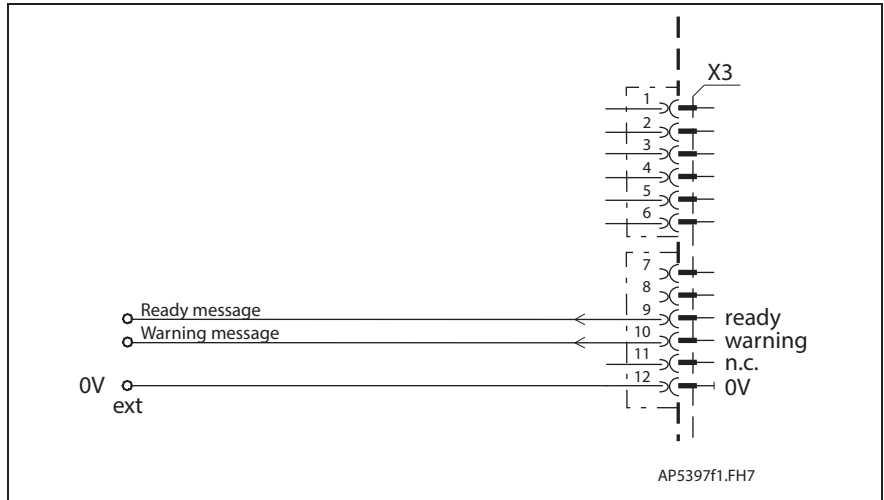 X3
1
2
3
4
5
6
7
8
Ready message 9 ready
Warning message 10 warning
11 n.c.
0V 12 0V
ext
AP5397f1.FH7